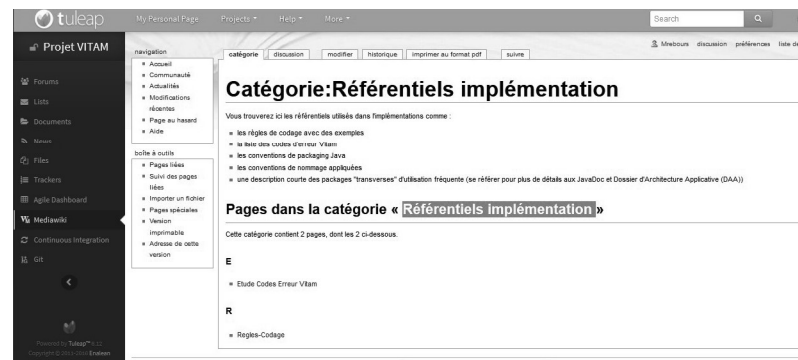 tuleap My Personal Page Projects Help More Search
Projet VITAM
Forums
Lists
Documents
News
Files
Trackers
Agile Dashboard
Mediawiki
Continuous Integration
Git
Powered by Tuleap™
navigation
Accueil
Communauté
Actualités
Modifications
récentes
Page au hasard
Aide
boîte à outils
Pages liées
Suivi des pages
liées
Importer un fichier
Pages spéciales
Version
imprimable
Adresse de cette
version
catégorie discussion modifier historique imprimer au format pdf suivre
Mrebours discussion préférences liste de
Catégorie:Référentiels implémentation
Vous trouverez ici les référentiels utilisés dans l'implémentations comme :
les règles de codage avec des exemples
la liste des codes d'erreur Vitam
les conventions de packaging Java
les conventions de nommage appliquées
une description courte des packages "transverses" d'utilisation fréquente (se référer pour plus de détails aux JavaDoc et Dossier d'Architecture Applicative (DAA))
Pages dans la catégorie « Référentiels implémentation »
Cette catégorie contient 2 pages, dont les 2 ci-dessous.
E
Etude Codes Erreur Vitam
R
Regles-Codage